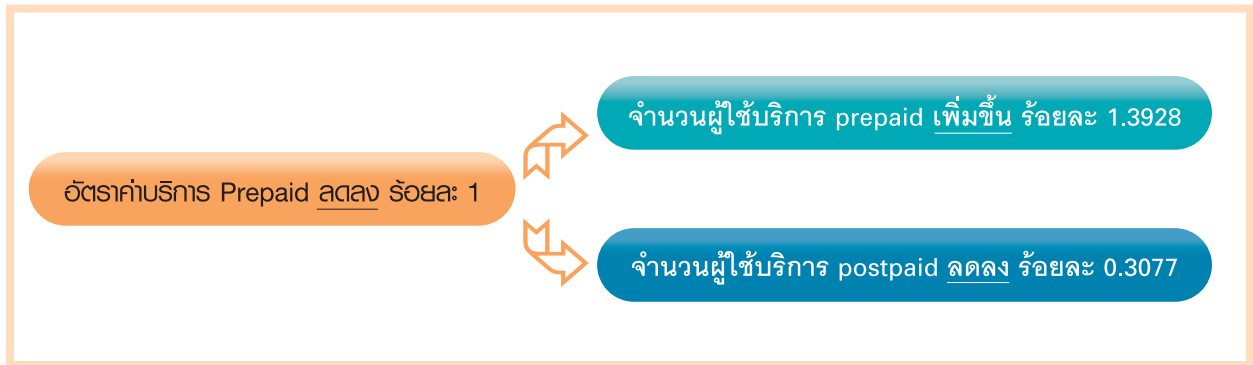 จำนวนผู้ใช้บริการ prepaid เพิ่มขึ้น ร้อยละ 1.3928
อัตราค่าบริการ Prepaid ลดลง ร้อยละ 1
จำนวนผู้ใช้บริการ postpaid ลดลง ร้อยละ 0.3077